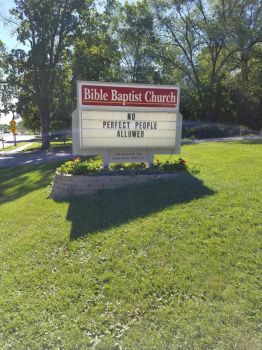 Bible Baptist Church
NO
PERFECT PEOPLE
ALLOWED